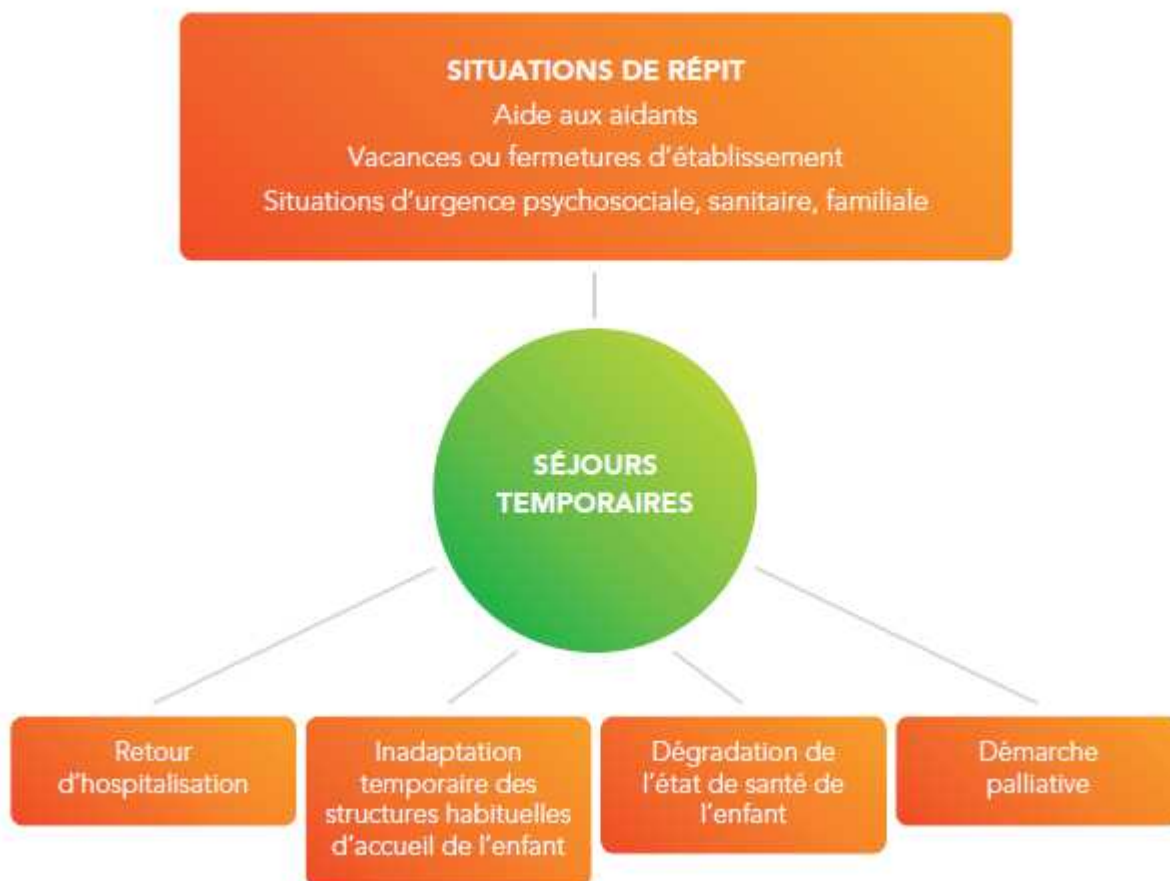 SITUATIONS DE RÉPIT
Aide aux aidants
Vacances ou fermetures d'établissement
Situations d'urgence psychosociale, sanitaire, familiale
SÉJOURS
TEMPORAIRES
Retour
d'hospitalisation
Inadaptation
temporaire des
structures habituelles
d'accueil de l'enfant
Dégradation de
l'état de santé de
l'enfant
Démarche
palliative